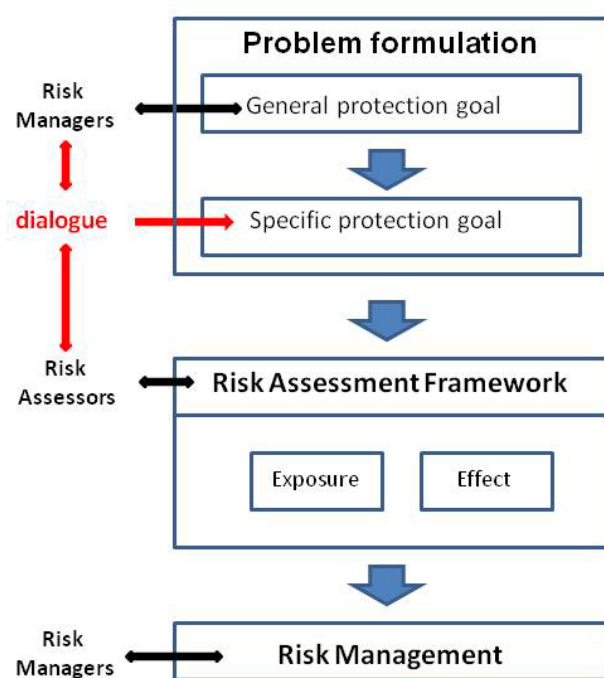 Problem formulation
Risk
Managers
General protection goal
dialogue
Specific protection goal
Risk
Assessors
Risk Assessment Framework
Exposure
Effect
Risk
Managers
Risk Management